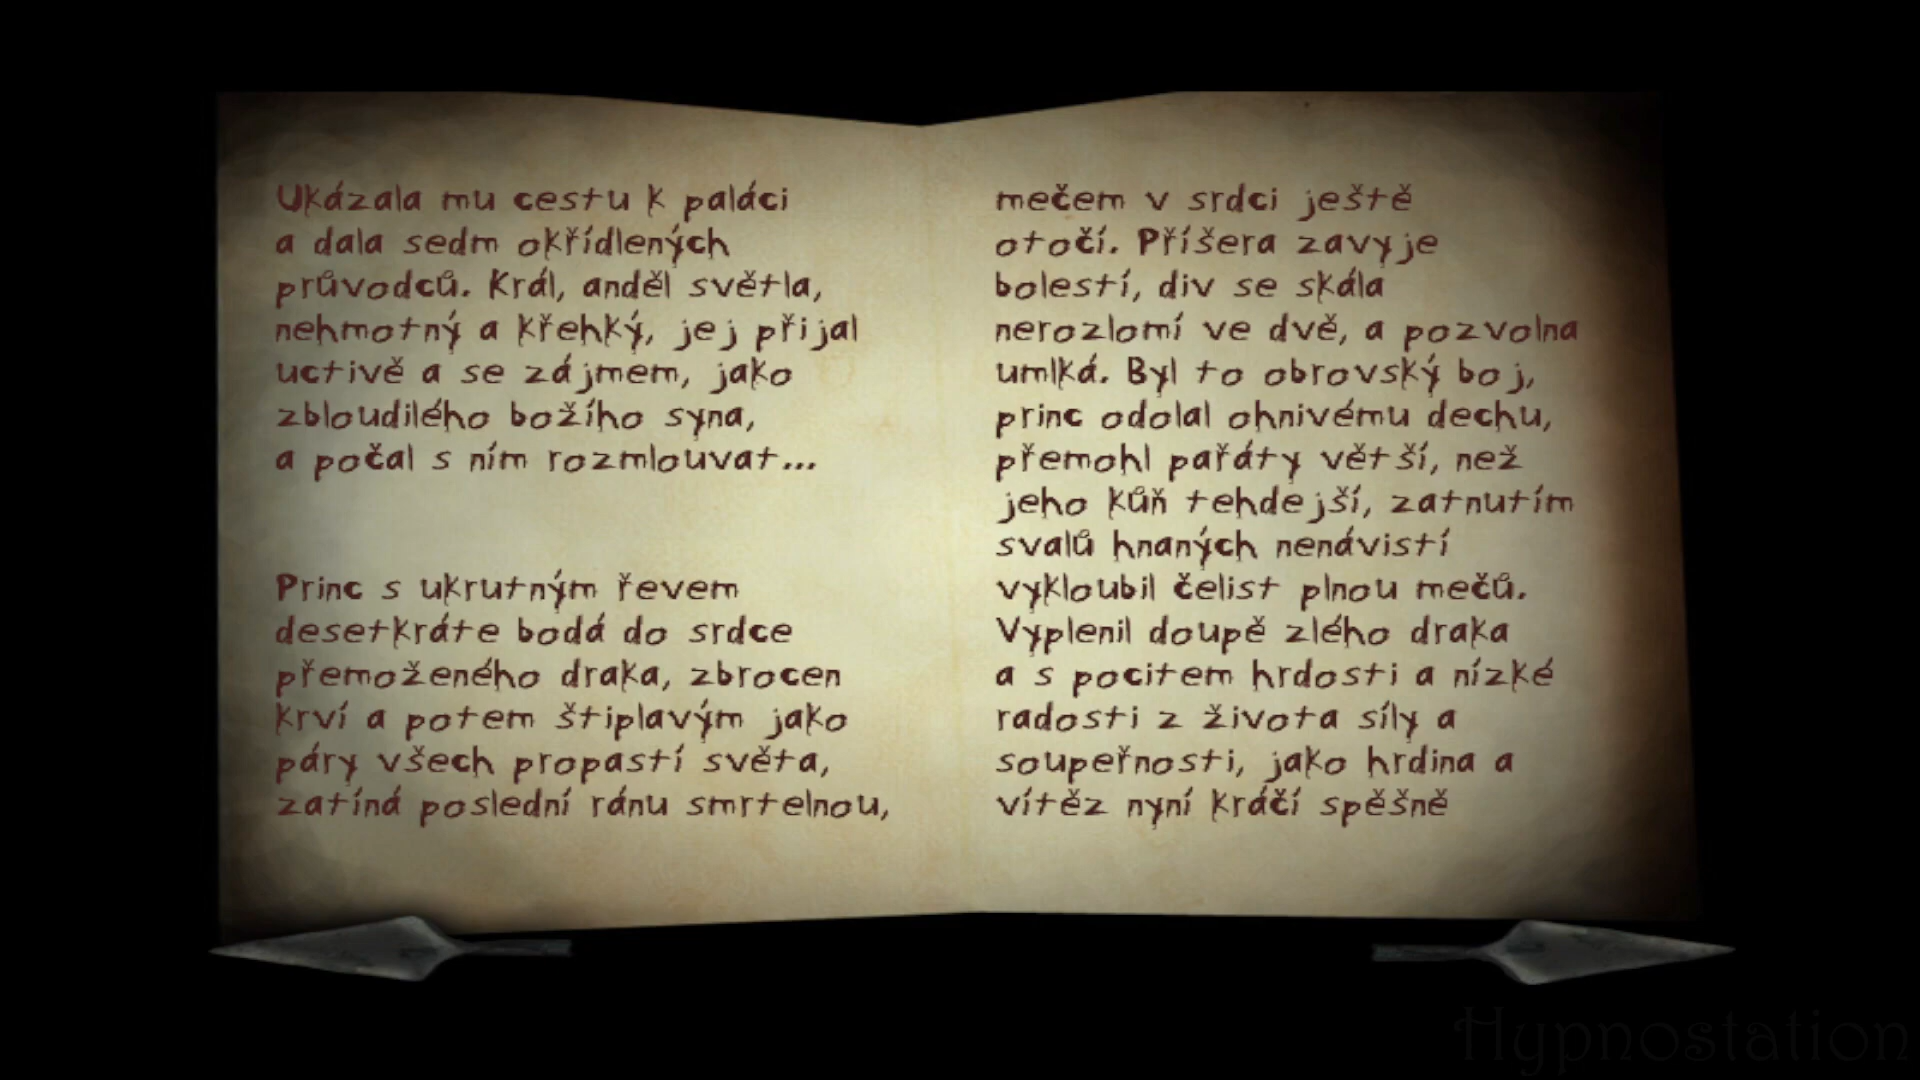 Ukázala mu cestu k paláci
a dala sedm okřídlených
průvodců. Král, anděl světla,
nehmotný a křehký, jej přijal
uctivě a se zájmem, jako
zbloudilého božího syna,
a počal s ním rozmlouvat...
Princ s ukrutným řevem
desetkráte bodá do srdce
přemoženého draka, zbrocen
krví a potem štiplavým jako
páry všech propastí světa,
zatíná poslední ránu smrtelnou,
mečem v srdci ještě
otočí. Příšera zavyje
bolestí, div se skála
nerozlomí ve dvě, a pozvolna
umlká. Byl to obrovský boj,
princ odolal ohnivému dechu,
přemohl pařáty větší, než
jeho kůň tehdejší, zatnutím
svalů hnaných nenávistí
vykloubil čelist plnou mečů.
Vyplenil doupě zlého draka
a s pocitem hrdosti a nízké
radosti z života síly a
soupeřnosti, jako hrdina a
vítěz nyní kráčí spěšně
Hypnostation